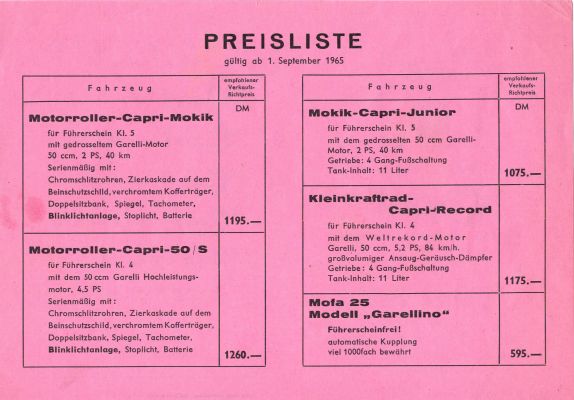 PREISLISTE
gültig ab 1. September 1965
Fahrzeug
empfohlener
Verkaufs-
Richtpreis
DM
Motorroller-Capri-Mokik
für Führerschein Kl. 5
mit gedrosseltem Garelli-Motor
50 ccm, 2 PS, 40 km
Serienmäßig mit:
Chromschlitzrohren, Zierkaskade auf dem
Beinschutzschild, verchromtem Kofferträger,
Doppelsitzbank, Spiegel, Tachometer,
Blinklichtanlage, Stoplicht, Batterie
1195.—
Motorroller-Capri-50/S
für Führerschein Kl. 4
mit dem 50 ccm Garelli Hochleistungs-
motor, 4,5 PS
Serienmäßig mit:
Chromschlitzrohren, Zierkaskade auf dem
Beinschutzschild, verchromtem Kofferträger,
Doppelsitzbank, Spiegel, Tachometer,
Blinklichtanlage, Stoplicht, Batterie
1260.—
Fahrzeug
empfohlener
Verkaufs-
Richtpreis
DM
Mokik-Capri-Junior
für Führerschein Kl. 5
mit dem gedrosselten 50 ccm Garelli-
Motor, 2 PS, 40 km
Getriebe: 4 Gang-Fußschaltung
Tank-Inhalt: 11 Liter
1075.—
Kleinkraftrad-
Capri-Record
für Führerschein Kl. 4
mit dem Weltrekord-Motor
Garelli, 50 ccm, 5,2 PS, 84 km/h.
großvolumiger Ansaug-Geräusch-Dämpfer
Getriebe: 4 Gang-Fußschaltung
Tank-Inhalt: 11 Liter
1175.—
Mofa 25
Modell „Garellino“
Führerscheinfrei!
automatische Kupplung
viel 1000fach bewährt
595.—